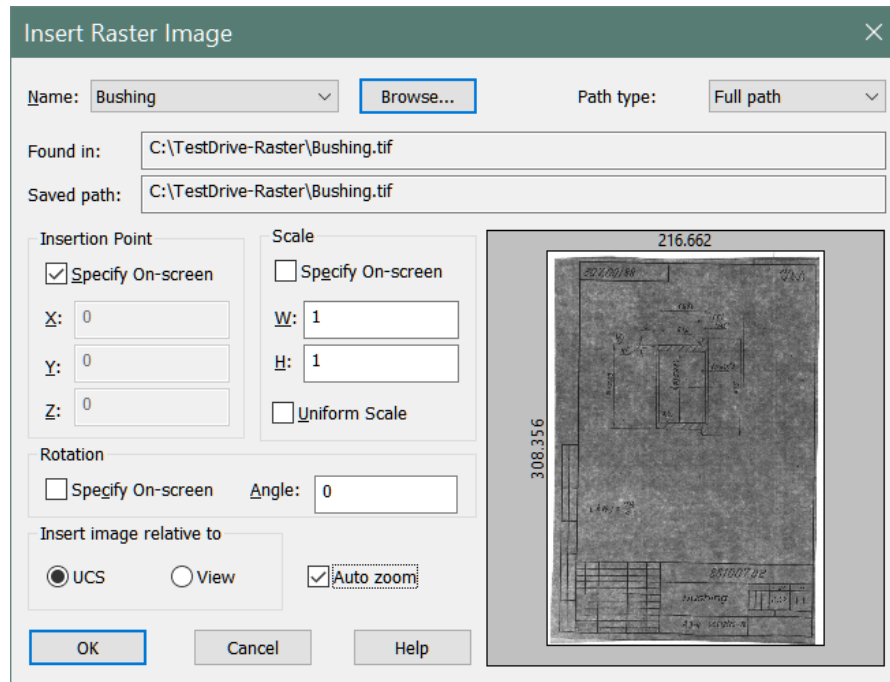 Insert Raster Image
Name: Bushing Browse... Path type: Full path
Found in: C:\TestDrive-Raster\Bushing.tif
Saved path: C:\TestDrive-Raster\Bushing.tif
Insertion Point
Specify On-screen
X: 0
Y: 0
Z: 0
Scale
Specify On-screen
W: 1
H: 1
Uniform Scale
Rotation
Specify On-screen Angle: 0
Insert image relative to
UCS View Auto zoom
OK Cancel Help
216.662
308.356
bushing